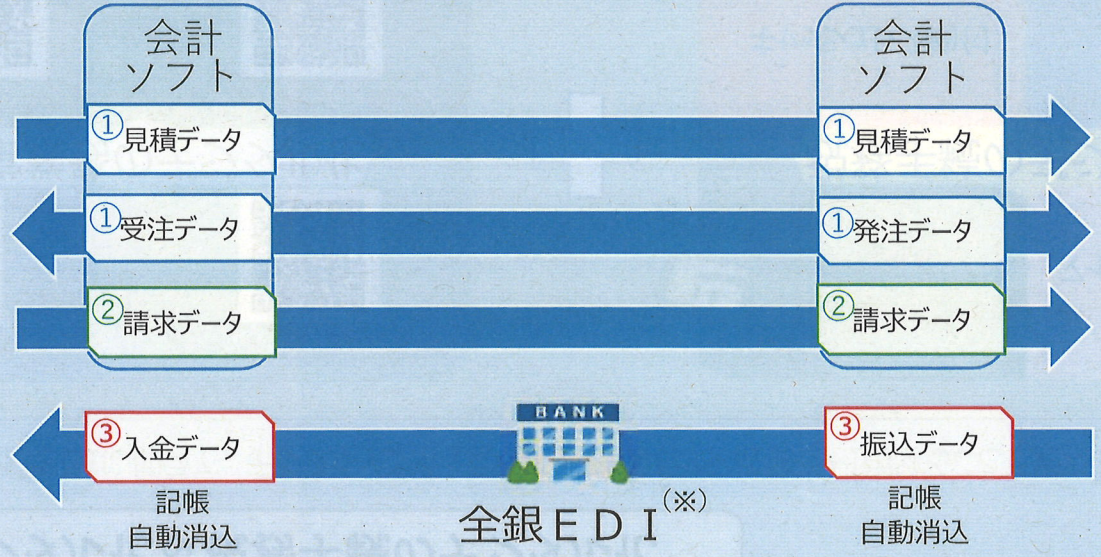 会計
ソフト
会計
ソフト
①見積データ
①見積データ
①受注データ
①発注データ
②請求データ
②請求データ
BANK
③入金データ
③振込データ
記帳
自動消込
全銀ＥＤＩ(※)
記帳
自動消込